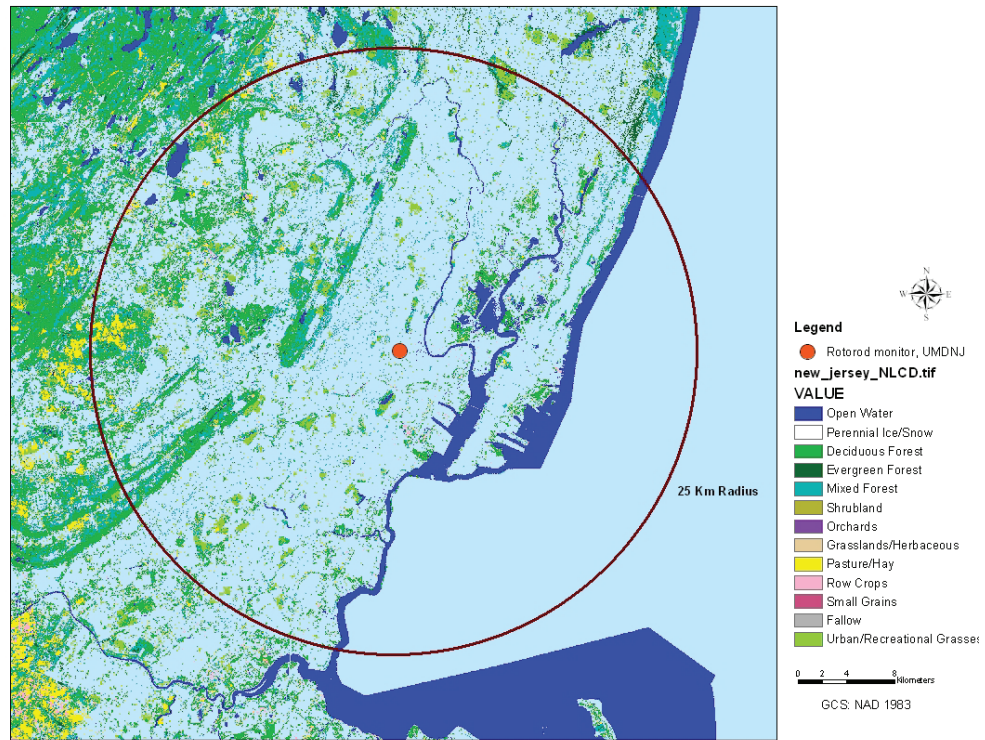 25 Km Radius
N
W
E
S
Legend
Rotorod monitor, UMDNJ
new_jersey_NLCD.tif
VALUE
Open Water
Perennial Ice/Snow
Deciduous Forest
Evergreen Forest
Mixed Forest
Shrubland
Orchards
Grasslands/Herbaceous
Pasture/Hay
Row Crops
Small Grains
Fallow
Urban/Recreational Grasses
0 2 4 8
Kilometers
GCS: NAD 1983